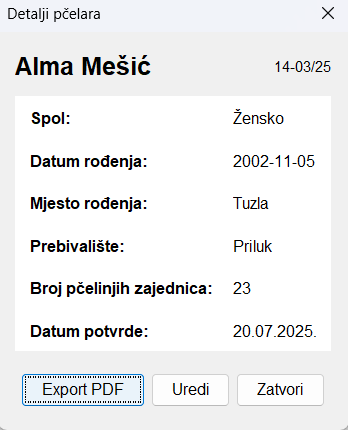 Detalji pčelara
Alma Mešić 14-03/25
Spol: Žensko
Datum rođenja: 2002-11-05
Mjesto rođenja: Tuzla
Prebivalište: Priluk
Broj pčelinjih zajednica: 23
Datum potvrde: 20.07.2025.
Export PDF Uredi Zatvori